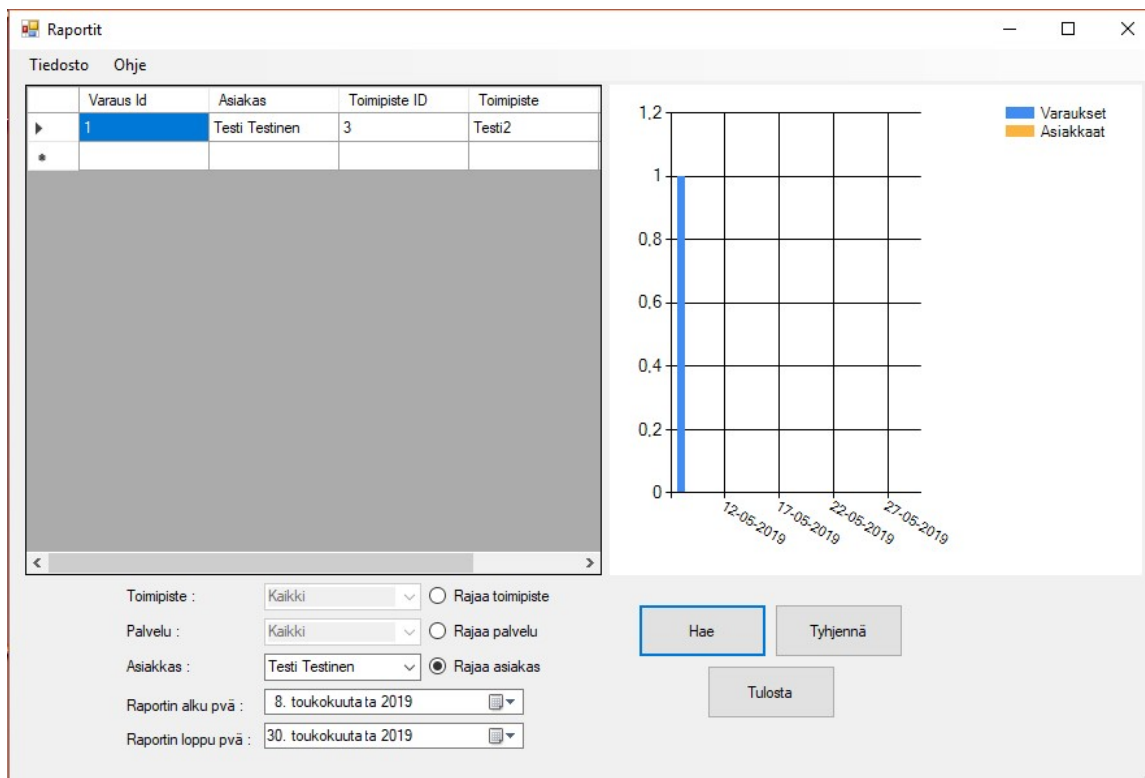 Raportit
Tiedosto Ohje
Varaus Id Asiakas Toimipiste ID Toimipiste
1 Testi Testinen 3 Testi2
1,2
1
0,8
0,6
0,4
0,2
0
12-05-2019 17-05-2019 22-05-2019 27-05-2019
Varaukset
Asiakkaat
Toimipiste : Kaikki Rajaa toimipiste
Palvelu : Kaikki Rajaa palvelu
Asiakkas : Testi Testinen Rajaa asiakas
Raportin alku pvä : 8. toukokuuta ta 2019
Raportin loppu pvä : 30. toukokuuta ta 2019
Hae Tyhjennä
Tulosta